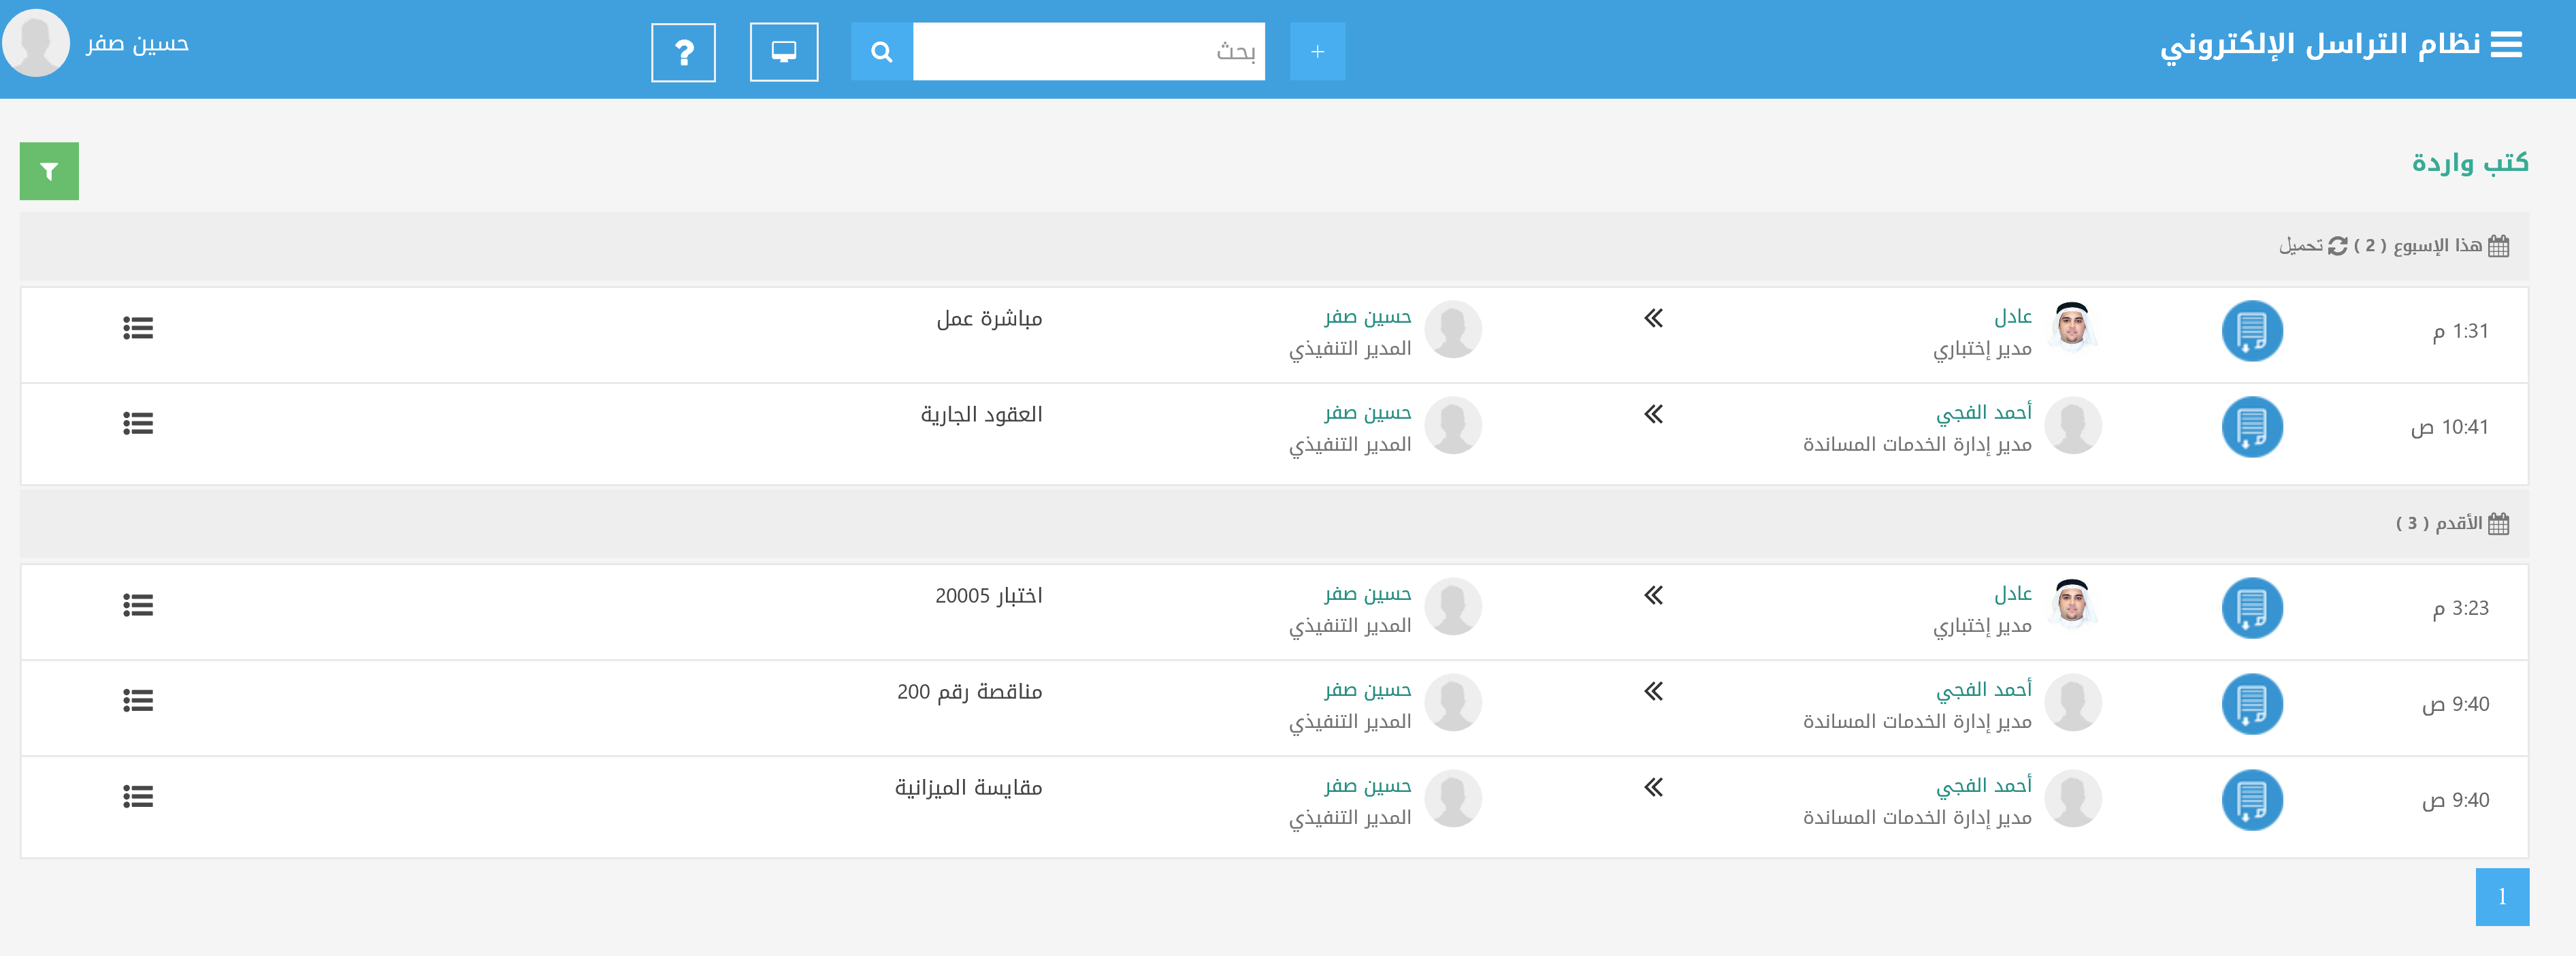 نظام التراسل الإلكتروني
+
بحث
?
حسين صفر
كتب واردة
هذا الإسبوع ( 2 ) تحميل
1:31 م
عادل
مدير إختباري
حسين صفر
المدير التنفيذي
مباشرة عمل
10:41 ص
أحمد الفجي
مدير إدارة الخدمات المساندة
حسين صفر
المدير التنفيذي
العقود الجارية
الأقدم ( 3 )
3:23 م
عادل
مدير إختباري
حسين صفر
المدير التنفيذي
اختبار 20005
9:40 ص
أحمد الفجي
مدير إدارة الخدمات المساندة
حسين صفر
المدير التنفيذي
مناقصة رقم 200
9:40 ص
أحمد الفجي
مدير إدارة الخدمات المساندة
حسين صفر
المدير التنفيذي
مقايسة الميزانية
1